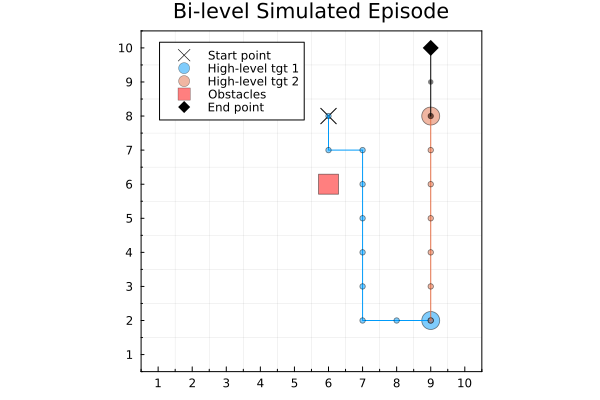 Bi-level Simulated Episode
Start point
High-level tgt 1
High-level tgt 2
Obstacles
End point
10
9
8
7
6
5
4
3
2
1
1 2 3 4 5 6 7 8 9 10